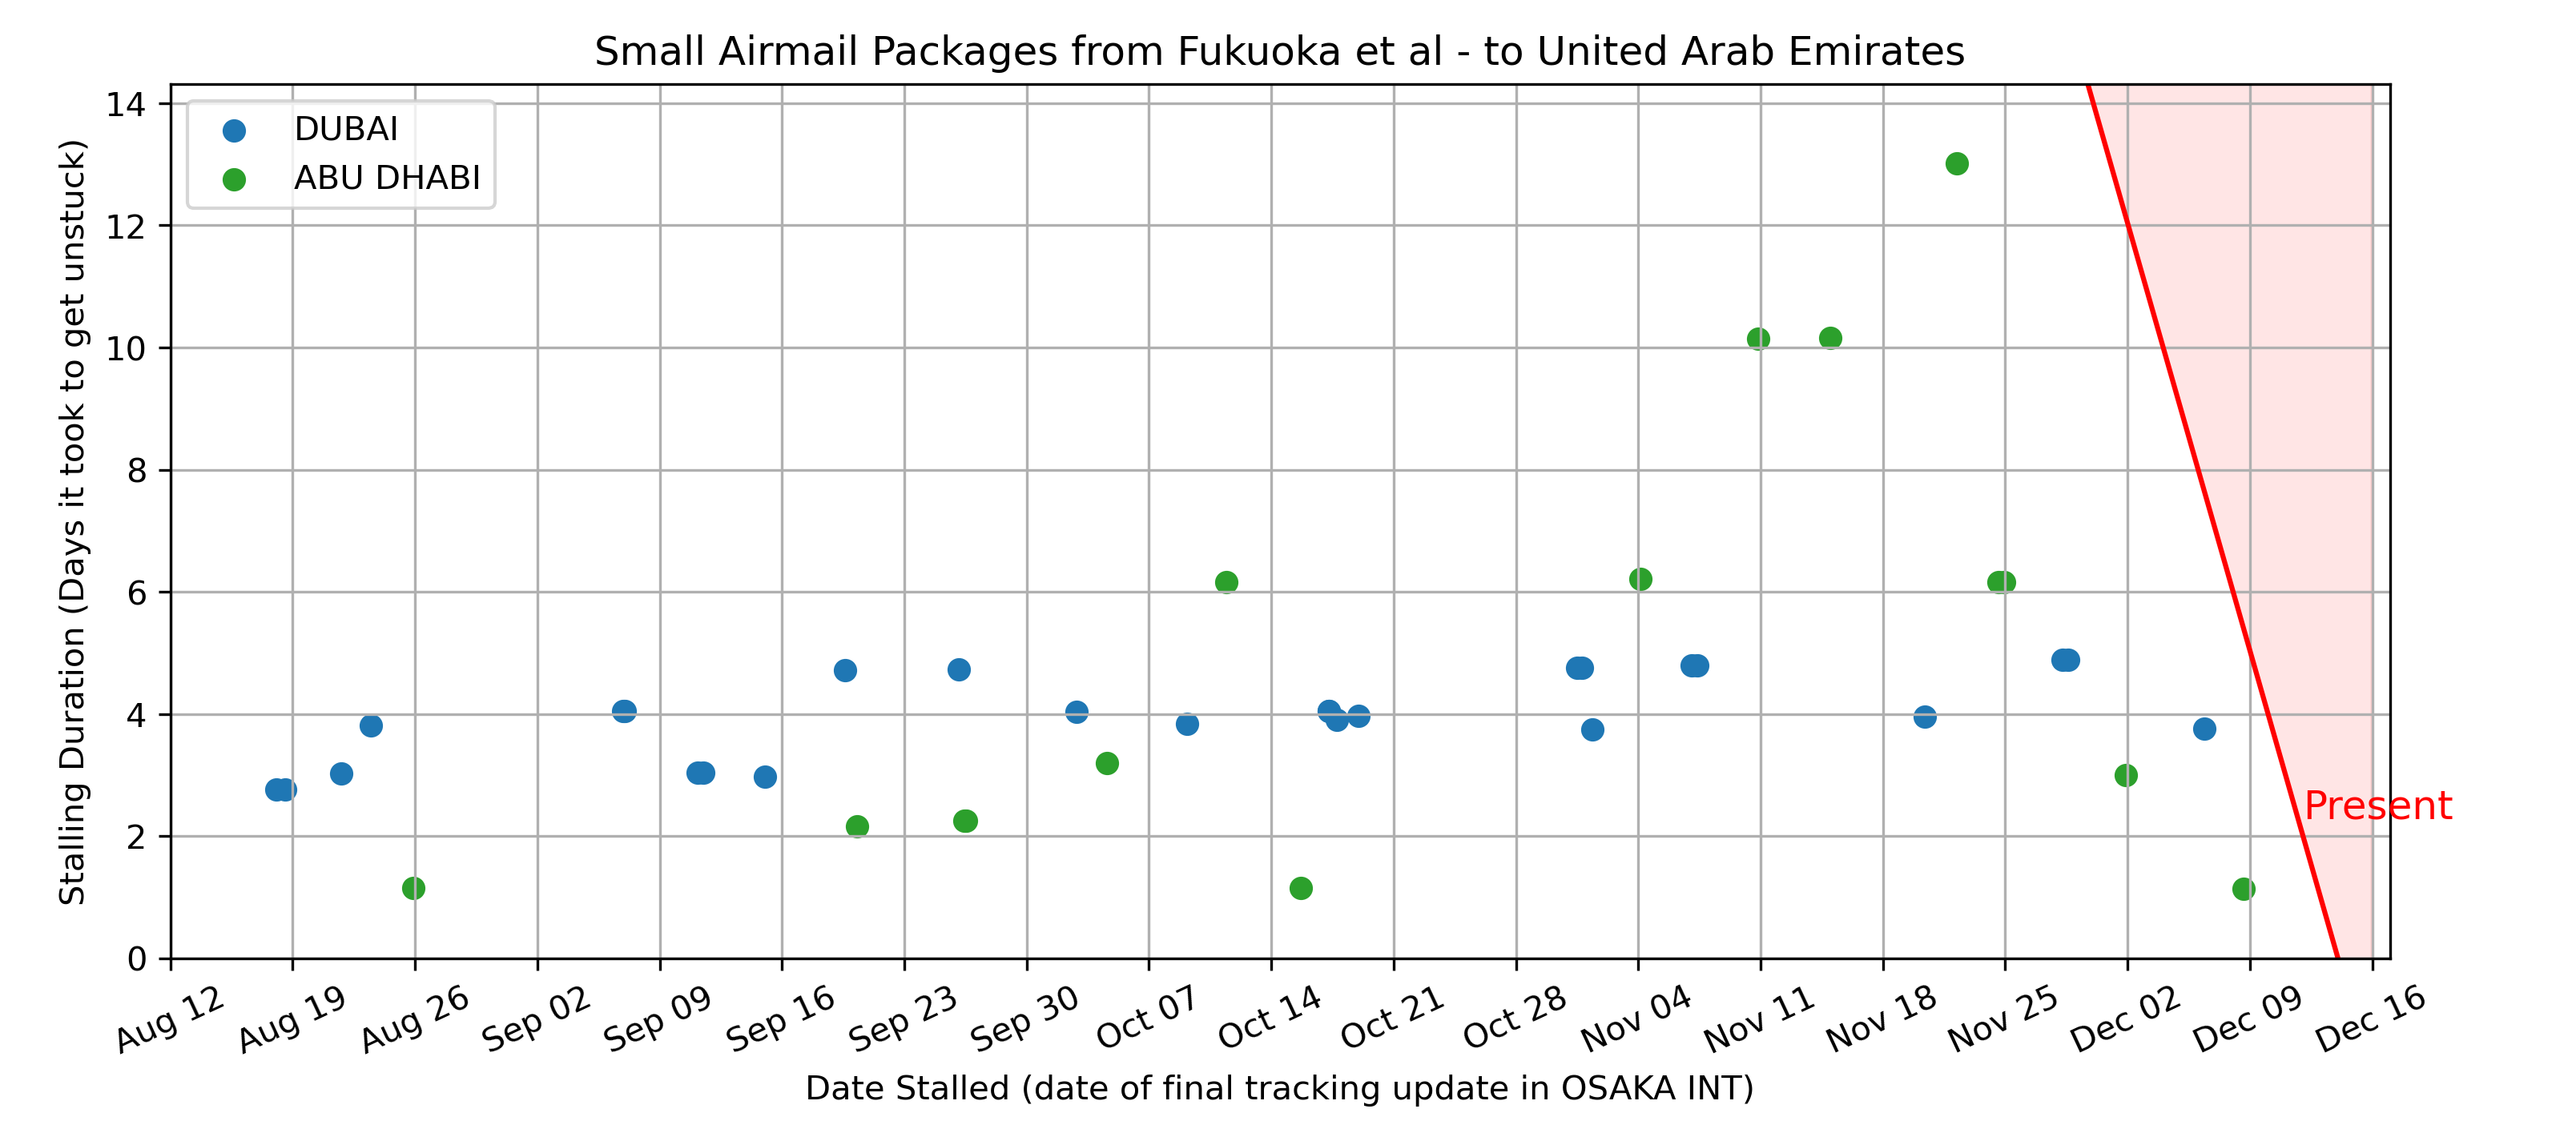 Small Airmail Packages from Fukuoka et al - to United Arab Emirates
DUBAI
ABU DHABI
Stalling Duration (Days it took to get unstuck)
14
12
10
8
6
4
2
0
Present
Aug 12
Aug 19
Aug 26
Sep 02
Sep 09
Sep 16
Sep 23
Sep 30
Oct 07
Oct 14
Oct 21
Oct 28
Nov 04
Nov 11
Nov 18
Nov 25
Dec 02
Dec 09
Dec 16
Date Stalled (date of final tracking update in OSAKA INT)